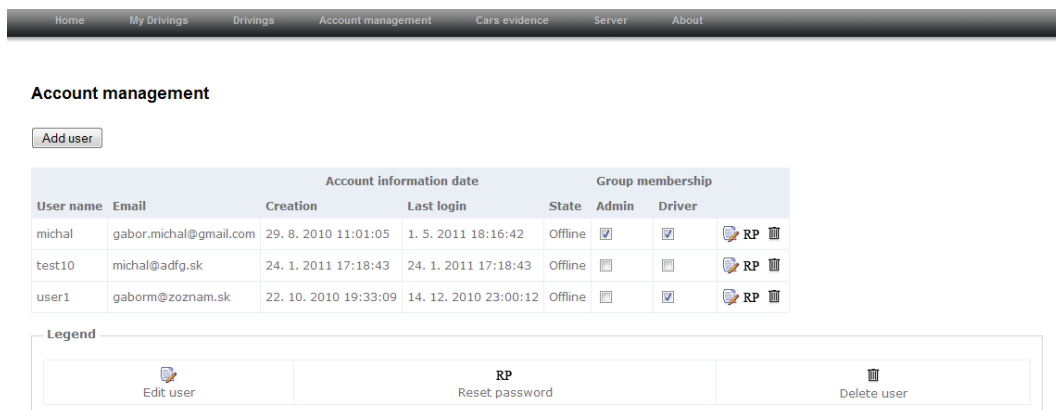 Home My Drivings Drivings Account management Cars evidence Server About
Account management
Add user
Account information date Group membership
User name Email Creation Last login State Admin Driver
michal gabor.michal@gmail.com 29. 8. 2010 11:01:05 1. 5. 2011 18:16:42 Offline RP
test10 michal@adfg.sk 24. 1. 2011 17:18:43 24. 1. 2011 17:18:43 Offline RP
user1 gaborm@zoznam.sk 22. 10. 2010 19:33:09 14. 12. 2010 23:00:12 Offline RP
Legend
RP
Edit user Reset password Delete user